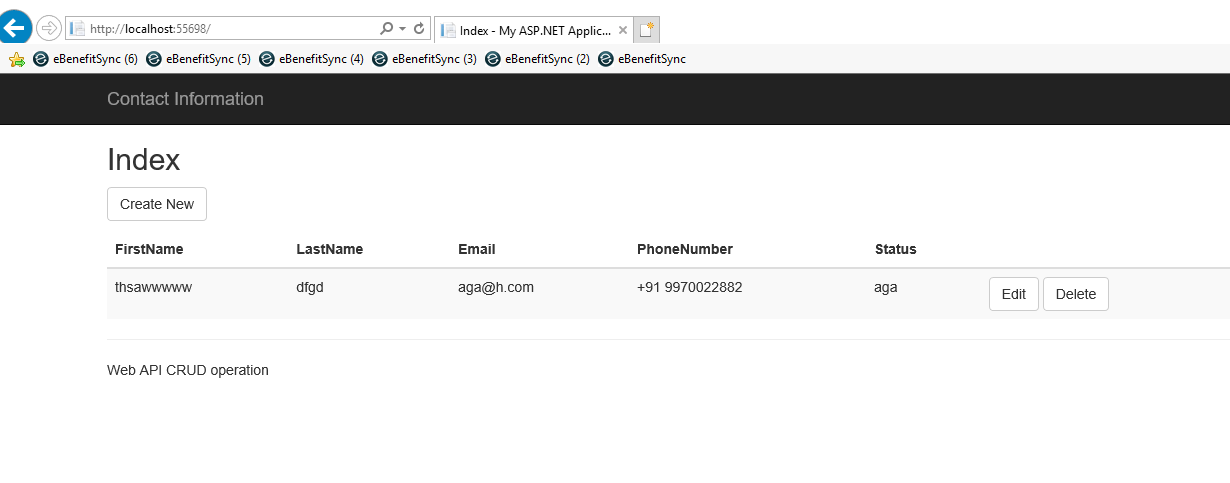 http://localhost:55698/ Index - My ASP.NET Applic...
eBenefitSync (6) eBenefitSync (5) eBenefitSync (4) eBenefitSync (3) eBenefitSync (2) eBenefitSync
Contact Information
Index
Create New
FirstName LastName Email PhoneNumber Status
thsawwwww dfgd aga@h.com +91 9970022882 aga Edit Delete
Web API CRUD operation